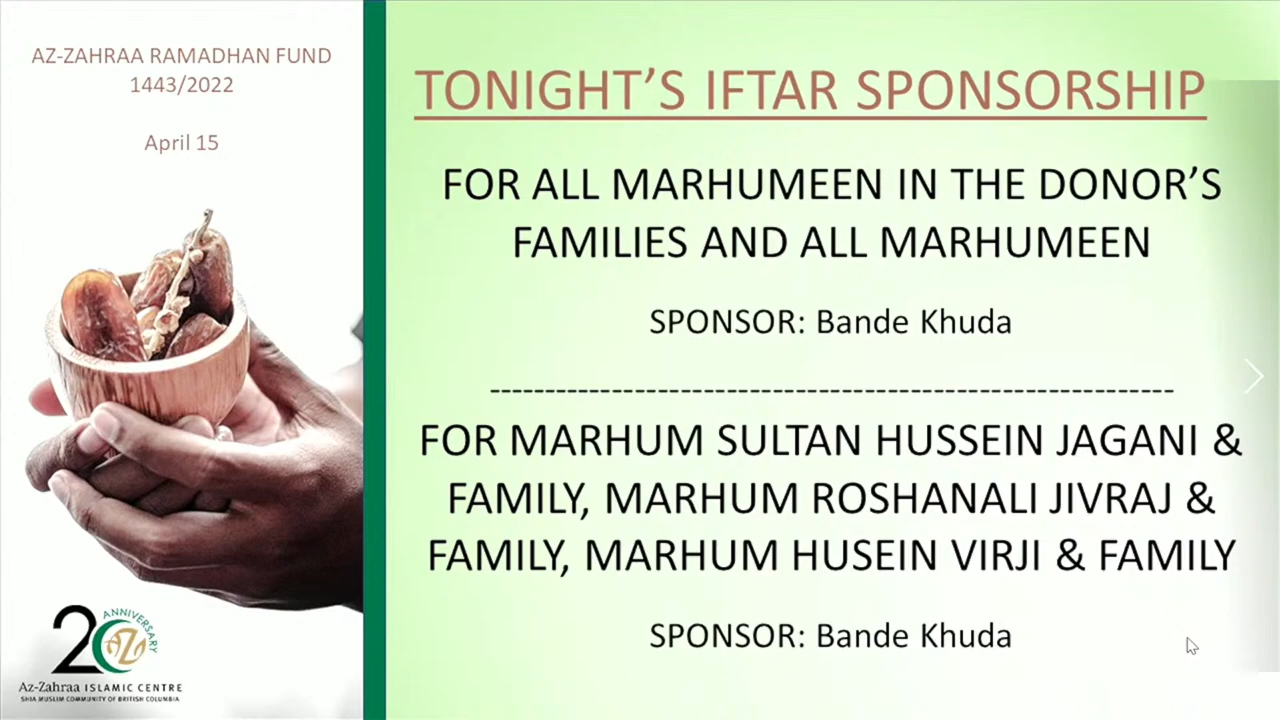 AZ-ZAHRAA RAMADHAN FUND
1443/2022
April 15
TONIGHT’S IFTAR SPONSORSHIP
FOR ALL MARHUMEEN IN THE DONOR’S
FAMILIES AND ALL MARHUMEEN
SPONSOR: Bande Khuda
--------------------------------------------------------------
FOR MARHUM SULTAN HUSSEIN JAGANI &
FAMILY, MARHUM ROSHANALI JIVRAJ &
FAMILY, MARHUM HUSEIN VIRJI & FAMILY
SPONSOR: Bande Khuda
20 ANNIVERSARY
AZ
Az-Zahraa ISLAMIC CENTRE
SHIA MUSLIM COMMUNITY OF BRITISH COLUMBIA